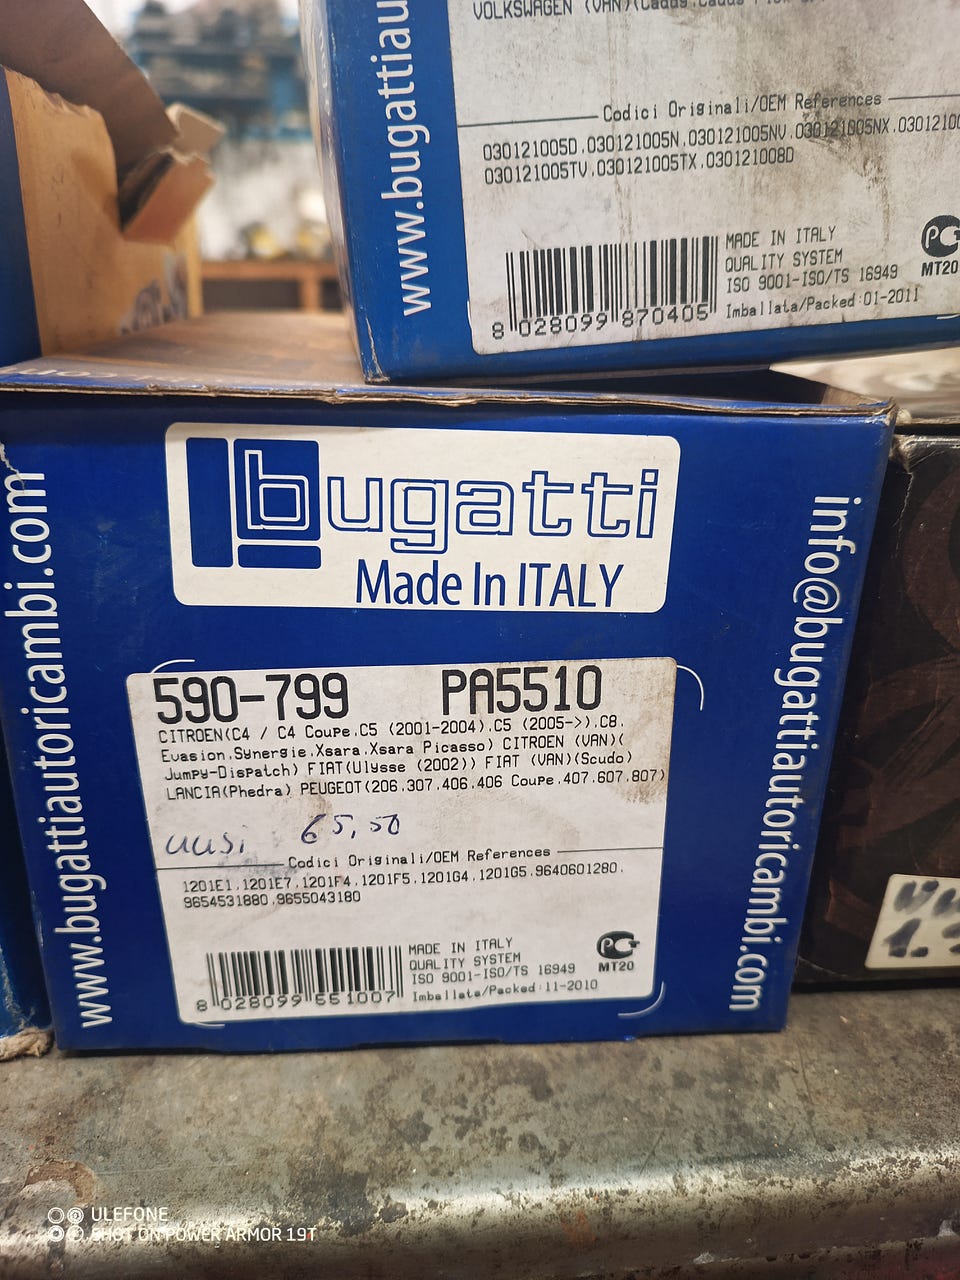 VOLKSWAGEN (VAN)(Caddy.Caddy
www.bugattiau
Codici Originali/OEM References
030121005D.030121005N.030121005NV.030121005NX.0301210
030121005TV.030121005TX.030121008D
MADE IN ITALY
QUALITY SYSTEM
ISO 9001-ISO/TS 16949
Imballata/Packed:01-2011
MT20
8 028099 870405
www.bugattiautoricambi.com
bugatti
Made In ITALY
info@bugattiautoricambi.com
590-799 PA5510
CITROEN(C4 / C4 Coupe.C5 (2001-2004).C5 (2005->).C8.
Evasion.Synergie.Xsara.Xsara Picasso) CITROEN (VAN)(
Jumpy-Dispatch) FIAT(Ulysse (2002)) FIAT (VAN)(Scudo)
LANCIA(Phedra) PEUGEOT(206.307.406.406 Coupe.407.607.807)
uusi 65,50
Codici Originali/OEM References
1201E1.1201E7.1201F4.1201F5.1201G4.1201G5.9640601280.
9654531880.9655043180
MADE IN ITALY
QUALITY SYSTEM
ISO 9001-ISO/TS 16949
Imballata/Packed:11-2010
MT20
8 028099 551007
ULEFONE
SHOT ON POWER ARMOR 19T